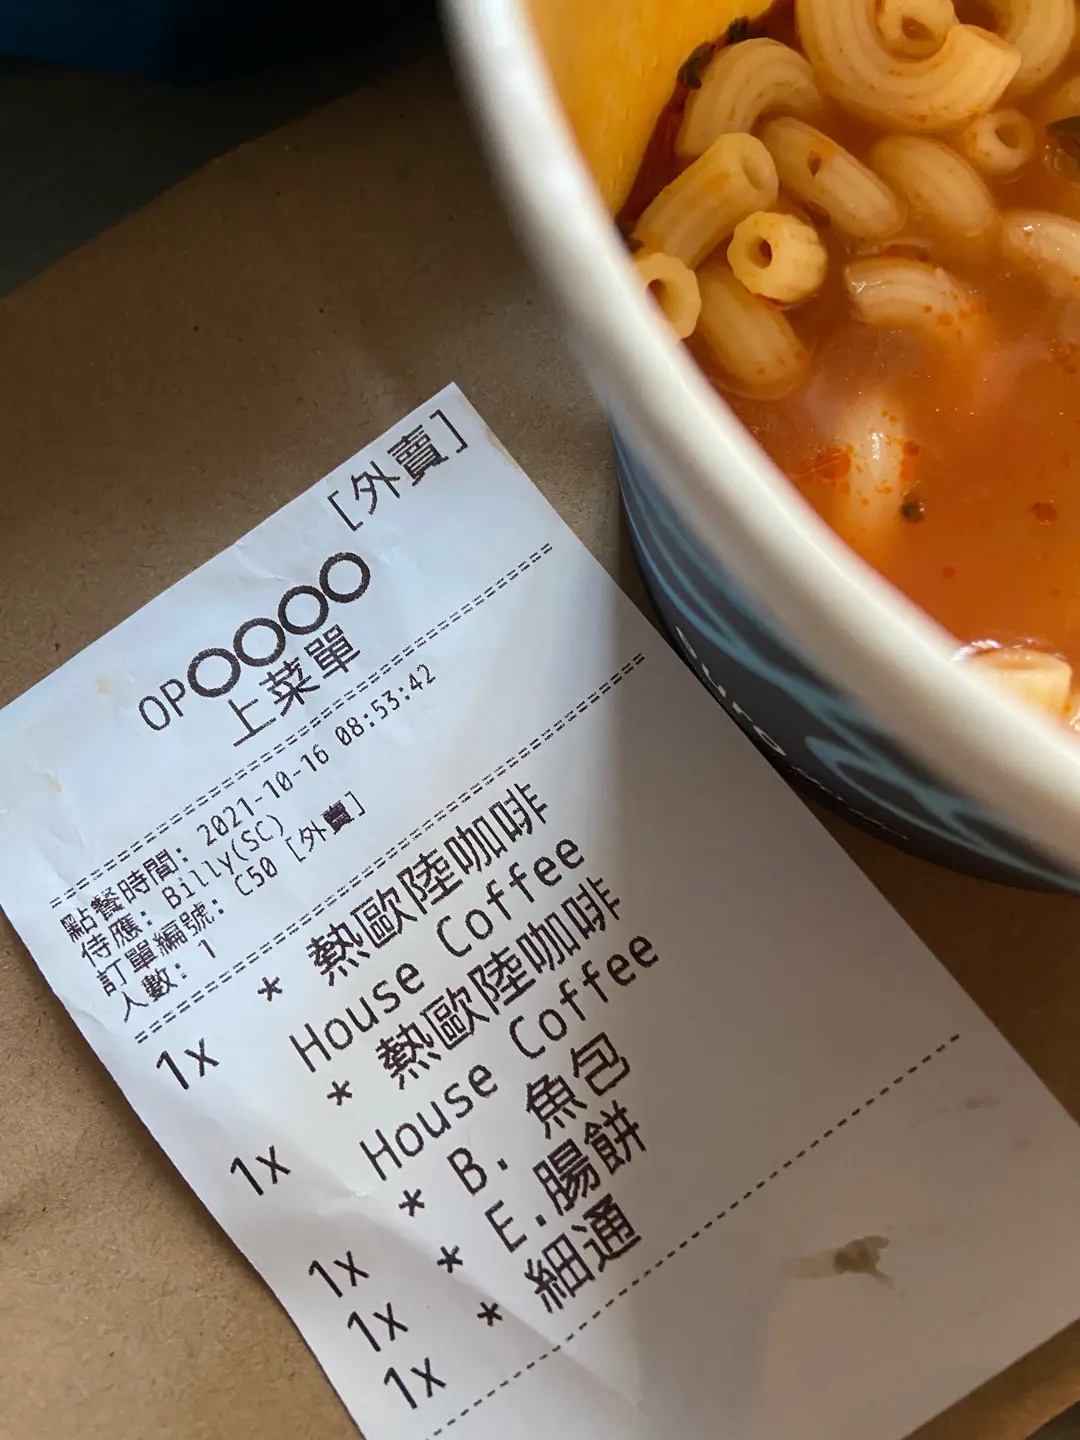 [外賣]
OPOOOO
上菜單
點餐時間: 2021-10-16 08:53:42
侍應: Billy(SC)
訂單編號: C50 [外賣]
人數: 1
1x * 熱歐陸咖啡
House Coffee
1x * 熱歐陸咖啡
House Coffee
1x * B. 魚包
1x * E.腸餅
1x * 細通